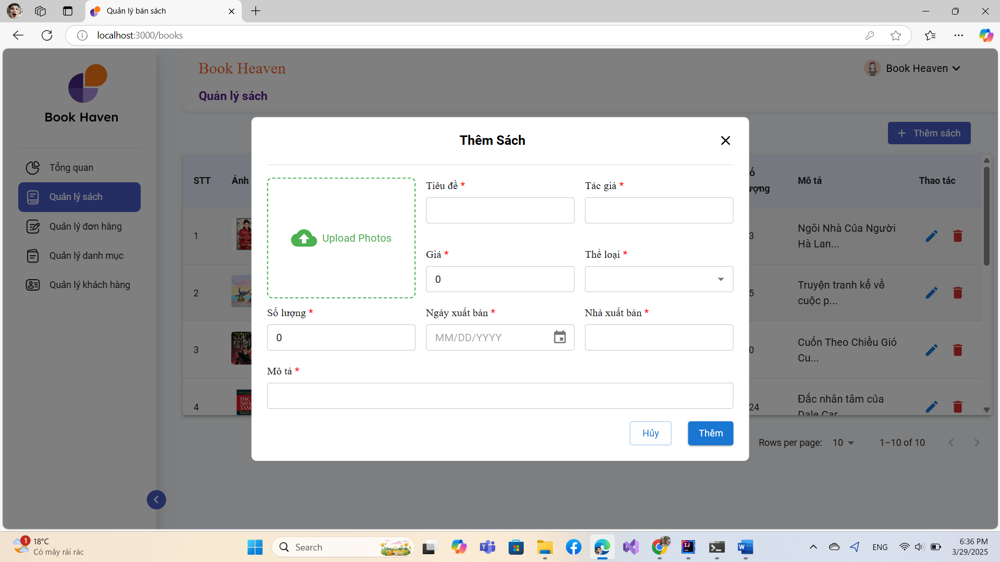 Quản lý bán sách
localhost:3000/books
Book Haven
Tổng quan
Quản lý sách
Quản lý đơn hàng
Quản lý danh mục
Quản lý khách hàng
Book Heaven
Book Heaven
Quản lý sách
Thêm sách
STT
Ảnh
ố
ượng
Mô tả
Thao tác
1
3
Ngôi Nhà Của Người
Hà Lan...
2
5
Truyện tranh kể về
cuộc p...
3
0
Cuốn Theo Chiều Gió
Cu...
4
ĐẮC
NHÂ
TÂM
24
Đắc nhân tâm của
Dale Car
Rows per page: 10
1–10 of 10
Thêm Sách
Upload Photos
Tiêu đề *
Tác giả *
Giá *
0
Thể loại *
Số lượng *
0
Ngày xuất bản *
MM/DD/YYYY
Nhà xuất bản *
Mô tả *
Hủy
Thêm
1
18°C
Có mây rải rác
Search
ENG
6:36 PM
3/29/2025